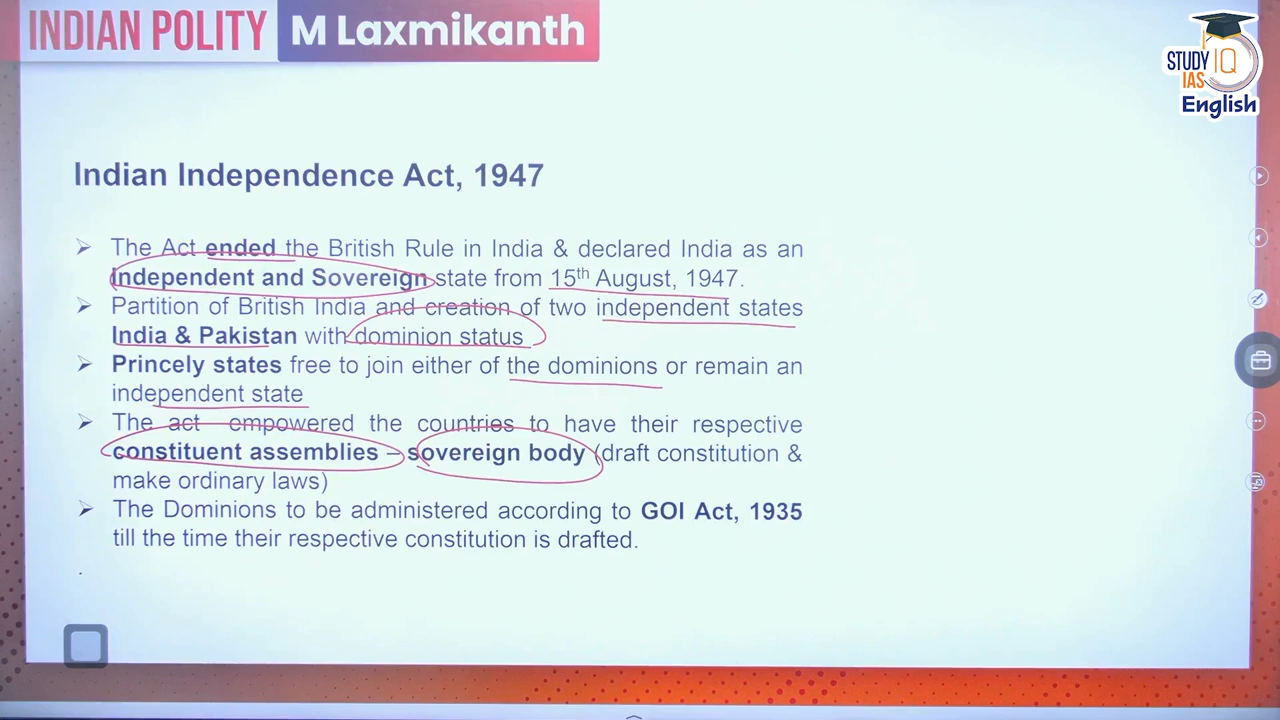 INDIAN POLITY M Laxmikanth
STUDY IQ
IAS
English
Indian Independence Act, 1947
➢ The Act ended the British Rule in India & declared India as an
Independent and Sovereign state from 15th August, 1947.
➢ Partition of British India and creation of two independent states
India & Pakistan with dominion status
➢ Princely states free to join either of the dominions or remain an
independent state
➢ The act empowered the countries to have their respective
constituent assemblies – sovereign body (draft constitution &
make ordinary laws)
➢ The Dominions to be administered according to GOI Act, 1935
till the time their respective constitution is drafted.